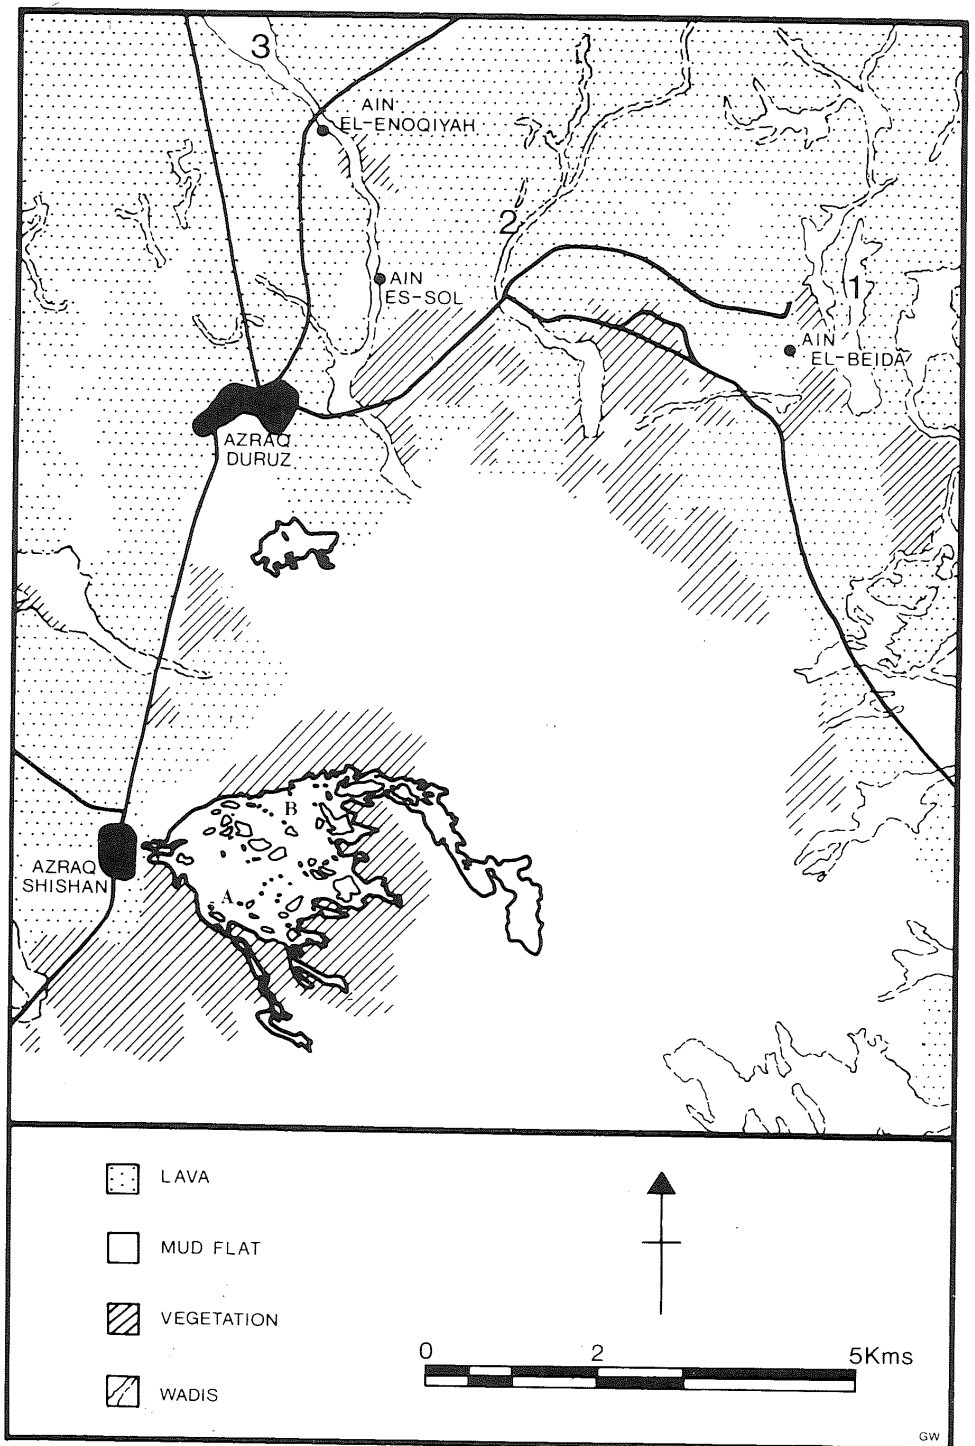 3
AIN
EL-ENOQIYAH
2
AIN
ES-SOL
1
AIN
EL-BEIDA
AZRAQ
DURUZ
B
AZRAQ
SHISHAN
A
LAVA
MUD FLAT
VEGETATION
WADIS
0 2 5Kms
GW